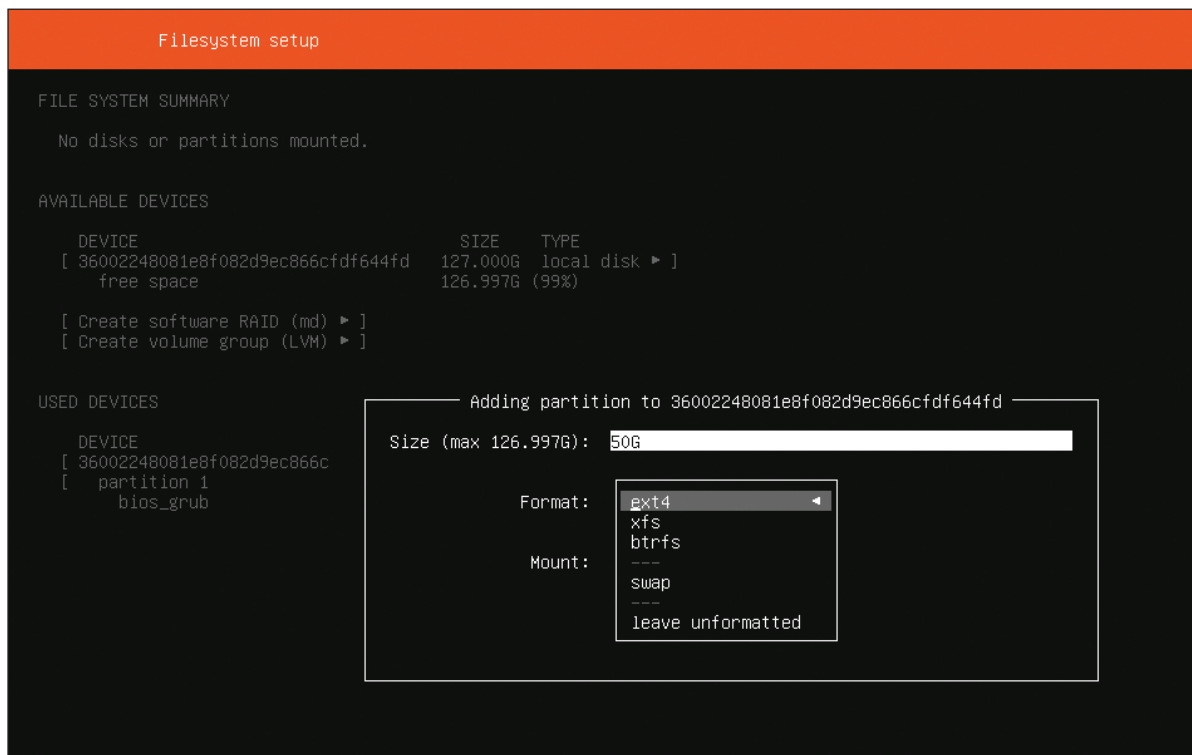 Filesystem setup
FILE SYSTEM SUMMARY
No disks or partitions mounted.
AVAILABLE DEVICES
DEVICE SIZE TYPE
[ 36002248081e8f082d9ec866cfdf644fd 127.000G local disk ▸ ]
free space 126.997G (99%)
[ Create software RAID (md) ▸ ]
[ Create volume group (LVM) ▸ ]
USED DEVICES
DEVICE
[ 36002248081e8f082d9ec866c
[ partition 1
bios_grub
Adding partition to 36002248081e8f082d9ec866cfdf644fd
Size (max 126.997G): 50G
Format: ext4 ◂
xfs
btrfs
Mount: ---
swap
---
leave unformatted